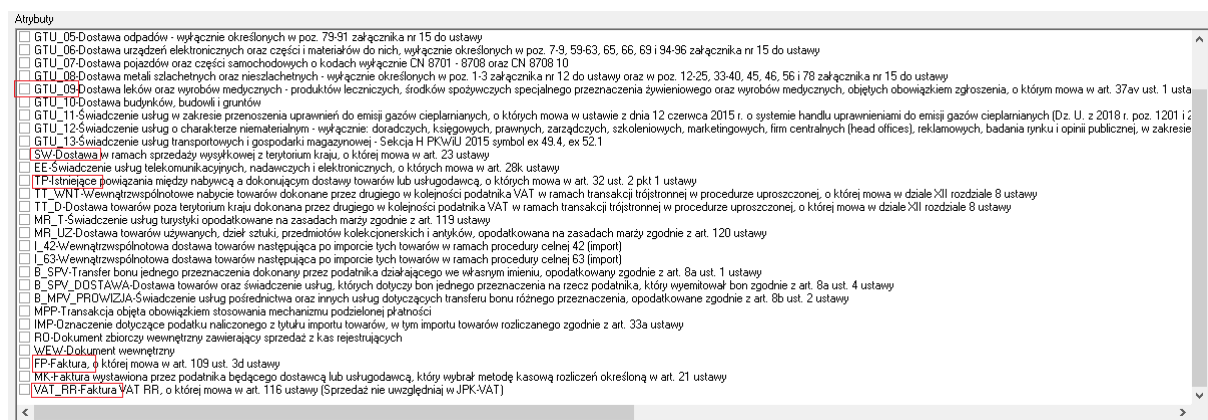 Atrybuty
GTU_05-Dostawa odpadów - wyłącznie określonych w poz. 79-91 załącznika nr 15 do ustawy
GTU_06-Dostawa urządzeń elektronicznych oraz części i materiałów do nich, wyłącznie określonych w poz. 7-9, 59-63, 65, 66, 69 i 94-96 załącznika nr 15 do ustawy
GTU_07-Dostawa pojazdów oraz części samochodowych o kodach wyłącznie CN 8701 - 8708 oraz CN 8708 10
GTU_08-Dostawa metali szlachetnych oraz nieszlachetnych - wyłącznie określonych w poz. 1-3 załącznika nr 12 do ustawy oraz w poz. 12-25, 33-40, 45, 46, 56 i 78 załącznika nr 15 do ustawy
GTU_09-Dostawa leków oraz wyrobów medycznych - produktów leczniczych, środków spożywczych specjalnego przeznaczenia żywieniowego oraz wyrobów medycznych, objętych obowiązkiem zgłoszenia, o którym mowa w art. 37av ust. 1 usta
GTU_10-Dostawa budynków, budowli i gruntów
GTU_11-Świadczenie usług w zakresie przenoszenia uprawnień do emisji gazów cieplarnianych, o których mowa w ustawie z dnia 12 czerwca 2015 r. o systemie handlu uprawnieniami do emisji gazów cieplarnianych (Dz. U. z 2018 r. poz. 1201 i 2
GTU_12-Świadczenie usług o charakterze niematerialnym - wyłącznie: doradczych, księgowych, prawnych, zarządczych, szkoleniowych, marketingowych, firm centralnych (head offices), reklamowych, badania rynku i opinii publicznej, w zakresie
GTU_13-Świadczenie usług transportowych i gospodarki magazynowej - Sekcja H PKWiU 2015 symbol ex 49.4, ex 52.1
SW-Dostawa w ramach sprzedaży wysyłkowej z terytorium kraju, o której mowa w art. 23 ustawy
EE-Świadczenie usług telekomunikacyjnych, nadawczych i elektronicznych, o których mowa w art. 28k ustawy
TP-Istniejące powiązania między nabywcą a dokonującym dostawy towarów lub usługodawcą, o których mowa w art. 32 ust. 2 pkt 1 ustawy
TT_WNT-Wewnątrzwspólnotowe nabycie towarów dokonane przez drugiego w kolejności podatnika VAT w ramach transakcji trójstronnej w procedurze uproszczonej, o której mowa w dziale XII rozdziale 8 ustawy
TT_D-Dostawa towarów poza terytorium kraju dokonana przez drugiego w kolejności podatnika VAT w ramach transakcji trójstronnej w procedurze uproszczonej, o której mowa w dziale XII rozdziale 8 ustawy
MR_T-Świadczenie usług turystyki opodatkowane na zasadach marży zgodnie z art. 119 ustawy
MR_UZ-Dostawa towarów używanych, dzieł sztuki, przedmiotów kolekcjonerskich i antyków, opodatkowana na zasadach marży zgodnie z art. 120 ustawy
I_42-Wewnątrzwspólnotowa dostawa towarów następująca po imporcie tych towarów w ramach procedury celnej 42 (import)
I_63-Wewnątrzwspólnotowa dostawa towarów następująca po imporcie tych towarów w ramach procedury celnej 63 (import)
B_SPV-Transfer bonu jednego przeznaczenia dokonany przez podatnika działającego we własnym imieniu, opodatkowany zgodnie z art. 8a ust. 1 ustawy
B_SPV_DOSTAWA-Dostawa towarów oraz świadczenie usług, których dotyczy bon jednego przeznaczenia na rzecz podatnika, który wyemitował bon zgodnie z art. 8a ust. 4 ustawy
B_MPV_PROWIZJA-Świadczenie usług pośrednictwa oraz innych usług dotyczących transferu bonu różnego przeznaczenia, opodatkowane zgodnie z art. 8b ust. 2 ustawy
MPP-Transakcja objęta obowiązkiem stosowania mechanizmu podzielonej płatności
IMP-Oznaczenie dotyczące podatku naliczonego z tytułu importu towarów, w tym importu towarów rozliczanego zgodnie z art. 33a ustawy
RO-Dokument zbiorczy wewnętrzny zawierający sprzedaż z kas rejestrujących
WEW-Dokument wewnętrzny
FP-Faktura, o której mowa w art. 109 ust. 3d ustawy
MK-Faktura wystawiona przez podatnika będącego dostawcą lub usługodawcą, który wybrał metodę kasową rozliczeń określoną w art. 21 ustawy
VAT_RR-Faktura VAT RR, o której mowa w art. 116 ustawy (Sprzedaż nie uwzględniaj w JPK-VAT)